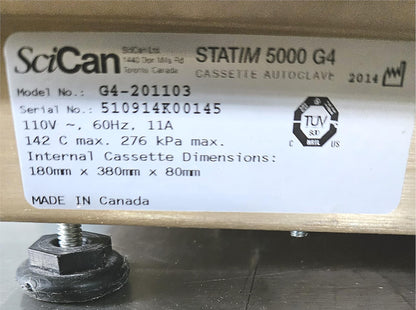 SciCan
SciCan Ltd.
1440 Don Mills Rd
Toronto Canada
STATIM 5000 G4
CASSETTE AUTOCLAVE
2014
Model No.: G4-201103
Serial No.: 510914K00145
110V ~, 60Hz, 11A
142 C max. 276 kPa max.
Internal Cassette Dimensions:
180mm x 380mm x 80mm
MADE IN Canada
TUV
C US
NRTL